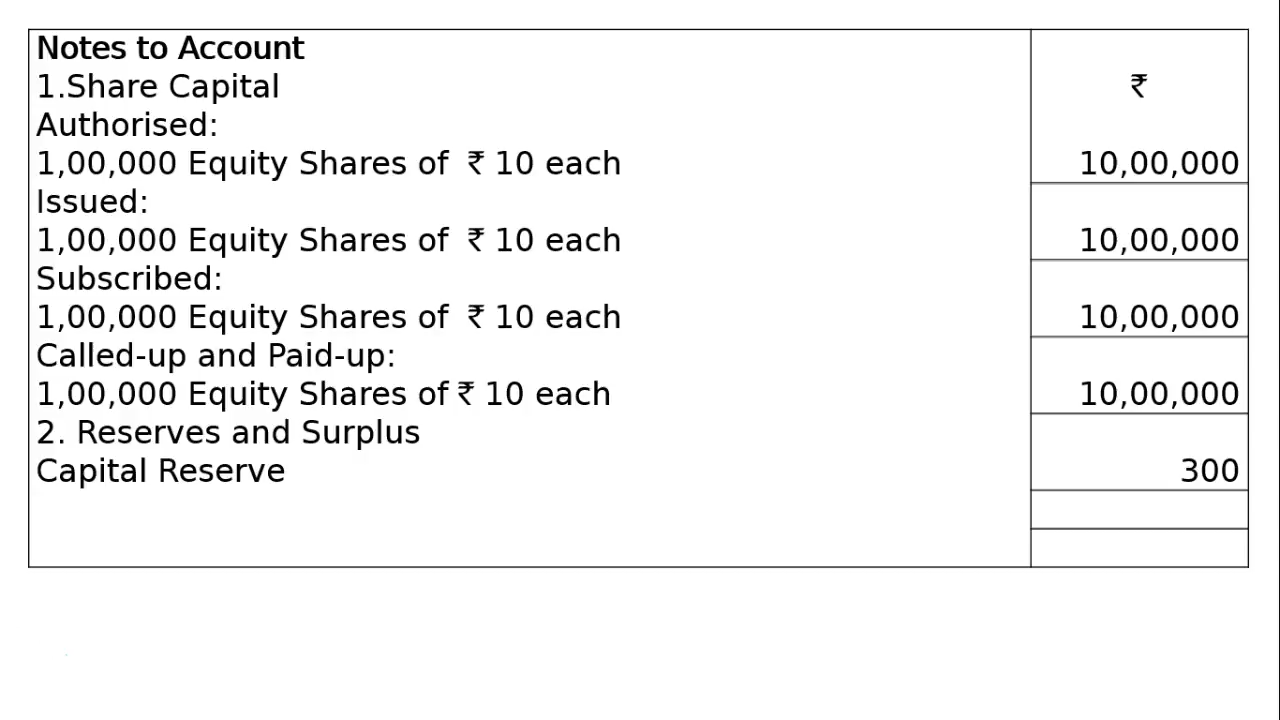 Notes to Account
1.Share Capital ₹
Authorised:
1,00,000 Equity Shares of ₹ 10 each 10,00,000
Issued:
1,00,000 Equity Shares of ₹ 10 each 10,00,000
Subscribed:
1,00,000 Equity Shares of ₹ 10 each 10,00,000
Called-up and Paid-up:
1,00,000 Equity Shares of ₹ 10 each 10,00,000
2. Reserves and Surplus
Capital Reserve 300